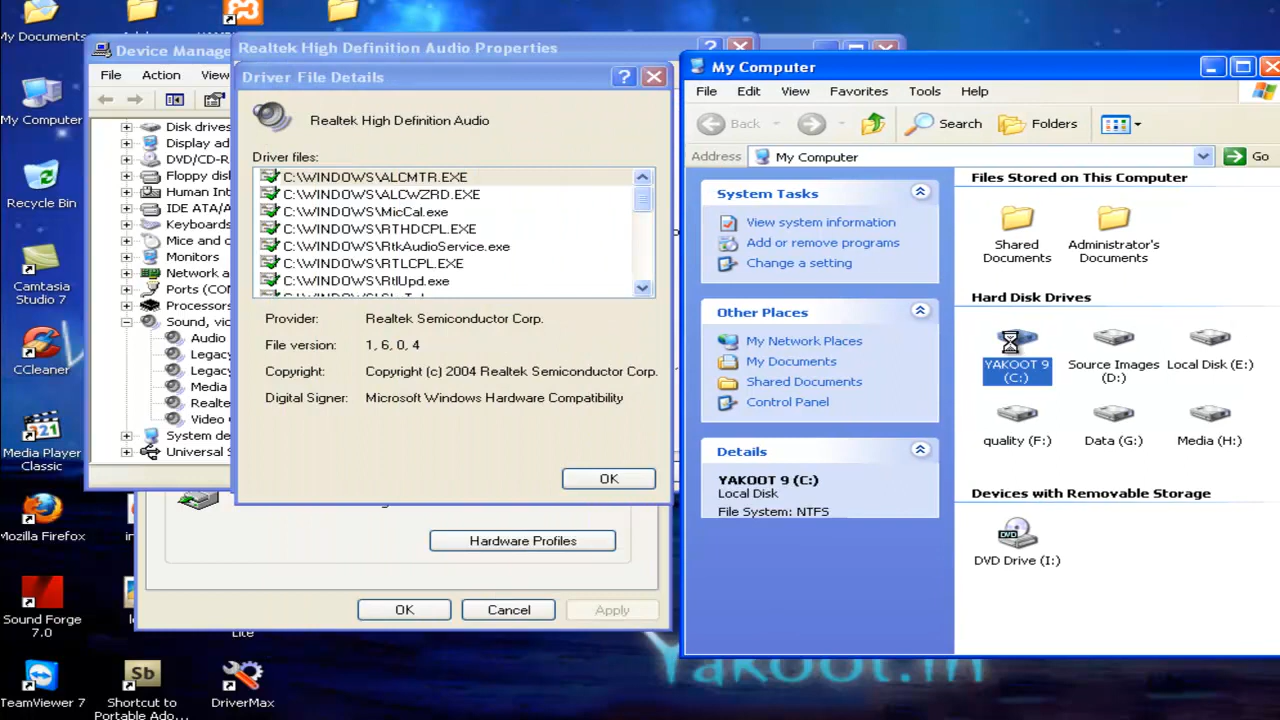 My Documents
My Computer
Recycle Bin
Camtasia
Studio 7
CCleaner
Media Player
Classic
Mozilla Firefox
Sound Forge
7.0
TeamViewer 7
Sb
Shortcut to
Portable Ado...
DriverMax
Lite
Device Manag
File
Action
View
Disk drives
Display ad
DVD/CD-R
Floppy disk
Human Int
IDE ATA/A
Keyboards
Mice and o
Monitors
Network a
Ports (COM
Processors
Sound, vid
Audio
Legacy
Legacy
Media
Realte
Video
System de
Universal S
Realtek High Definition Audio Properties
Driver File Details
Realtek High Definition Audio
Driver files:
C:\WINDOWS\ALCMTR.EXE
C:\WINDOWS\ALCWZRD.EXE
C:\WINDOWS\MicCal.exe
C:\WINDOWS\RTHDCPL.EXE
C:\WINDOWS\RtkAudioService.exe
C:\WINDOWS\RTLCPL.EXE
C:\WINDOWS\RtlUpd.exe
Provider: Realtek Semiconductor Corp.
File version: 1, 6, 0, 4
Copyright: Copyright (c) 2004 Realtek Semiconductor Corp.
Digital Signer: Microsoft Windows Hardware Compatibility
OK
Hardware Profiles
OK
Cancel
Apply
My Computer
File
Edit
View
Favorites
Tools
Help
Back
Search
Folders
Address
My Computer
Go
System Tasks
View system information
Add or remove programs
Change a setting
Other Places
My Network Places
My Documents
Shared Documents
Control Panel
Details
YAKOOT 9 (C:)
Local Disk
File System: NTFS
Files Stored on This Computer
Shared
Documents
Administrator's
Documents
Hard Disk Drives
YAKOOT 9
(C:)
Source Images
(D:)
Local Disk (E:)
quality (F:)
Data (G:)
Media (H:)
Devices with Removable Storage
DVD
DVD Drive (I:)
Yakoot.in